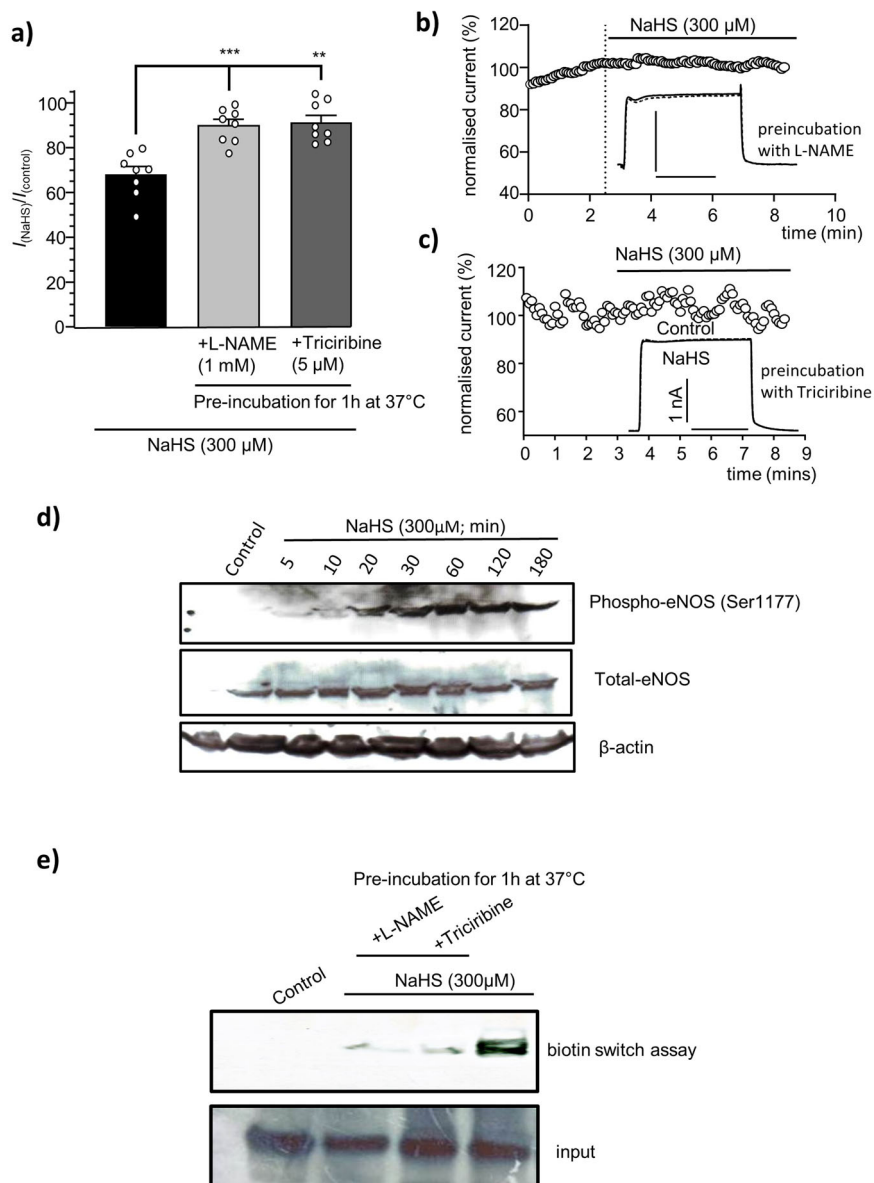 a)
***
**
I(NaHS)/I(control)
100
80
60
40
20
0
+L-NAME
(1 mM)
+Triciribine
(5 µM)
Pre-incubation for 1h at 37°C
NaHS (300 µM)
b)
normalised current (%)
NaHS (300 µM)
120
100
80
60
40
preincubation
with L-NAME
0 2 4 6 8 10
time (min)
c)
normalised current (%)
NaHS (300 µM)
120
100
80
60
Control
NaHS
1 nA
preincubation
with Triciribine
0 1 2 3 4 5 6 7 8 9
time (mins)
d)
NaHS (300µM; min)
Control 5 10 20 30 60 120 180
Phospho-eNOS (Ser1177)
Total-eNOS
β-actin
e)
Pre-incubation for 1h at 37°C
+L-NAME
+Triciribine
Control
NaHS (300µM)
biotin switch assay
input